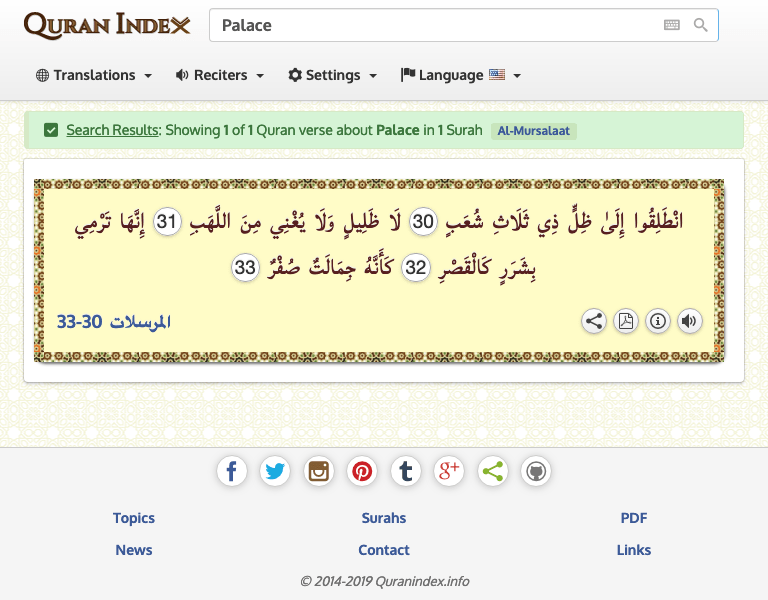 QURAN INDEX
Palace
Translations Reciters Settings Language
Search Results: Showing 1 of 1 Quran verse about Palace in 1 Surah Al-Mursalaat
انْطَلِقُوا إِلَىٰ ظِلٍّ ذِي ثَلَاثِ شُعَبٍ 30 لَا ظَلِيلٍ وَلَا يُغْنِي مِنَ اللَّهَبِ 31 إِنَّهَا تَرْمِي
بِشَرَرٍ كَالْقَصْرِ 32 كَأَنَّهُ جِمَالَتٌ صُفْرٌ 33
المرسلات 30-33
Topics Surahs PDF
News Contact Links
© 2014-2019 Quranindex.info